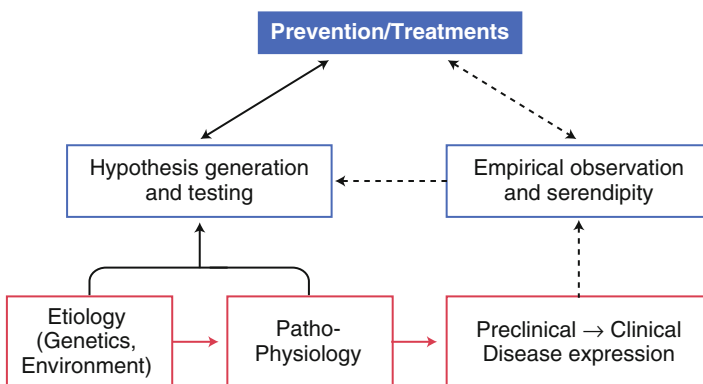 Prevention/Treatments
Hypothesis generation
and testing
Empirical observation
and serendipity
Etiology
(Genetics,
Environment)
Patho-
Physiology
Preclinical → Clinical
Disease expression